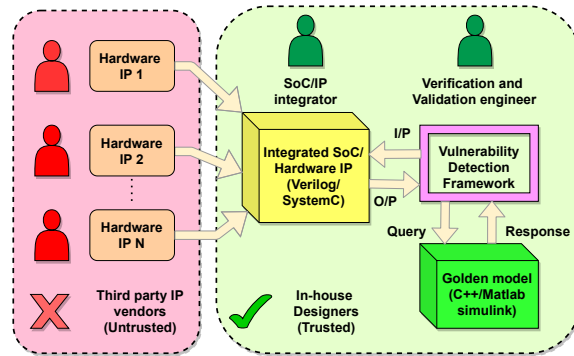 Hardware
IP 1
Hardware
IP 2
Hardware
IP N
Third party IP
vendors
(Untrusted)
SoC/IP
integrator
Verification and
Validation engineer
Integrated SoC/
Hardware IP
(Verilog/
SystemC)
I/P
O/P
Vulnerability
Detection
Framework
Query
Response
Golden model
(C++/Matlab
simulink)
In-house
Designers
(Trusted)